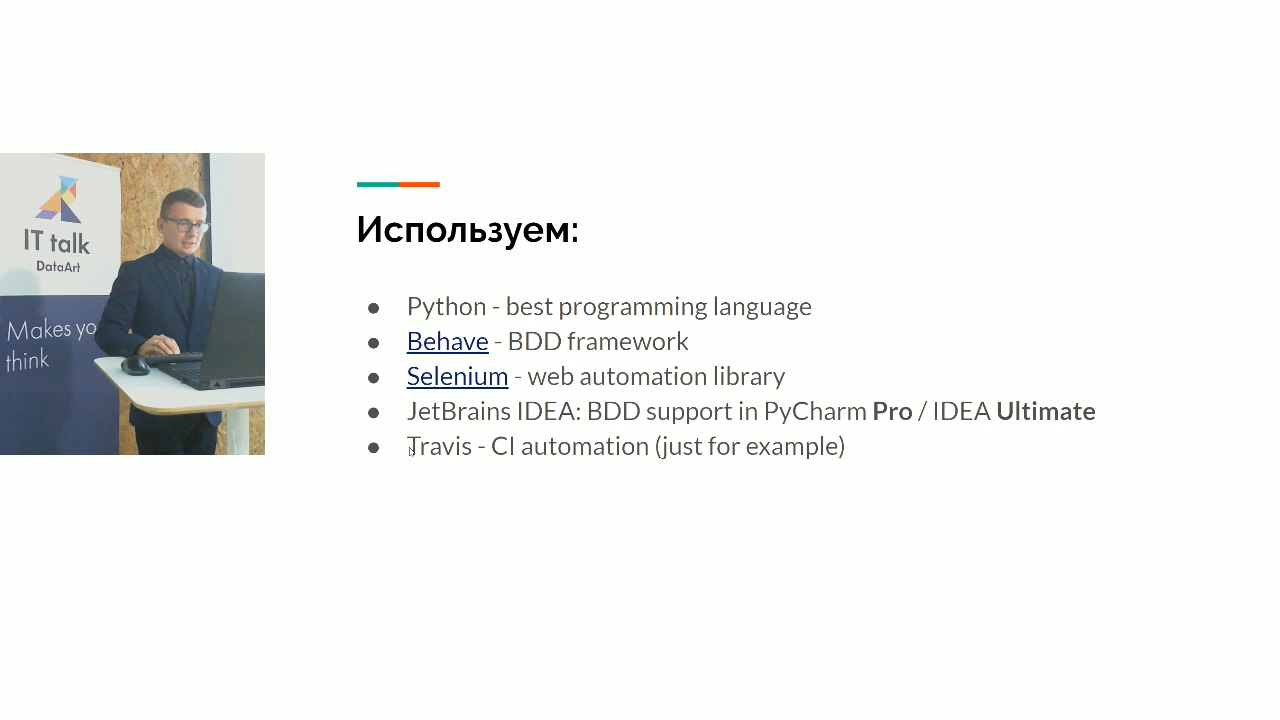 IT talk
DataArt
Makes yo
think
Используем:
Python - best programming language
Behave - BDD framework
Selenium - web automation library
JetBrains IDEA: BDD support in PyCharm Pro / IDEA Ultimate
Travis - CI automation (just for example)